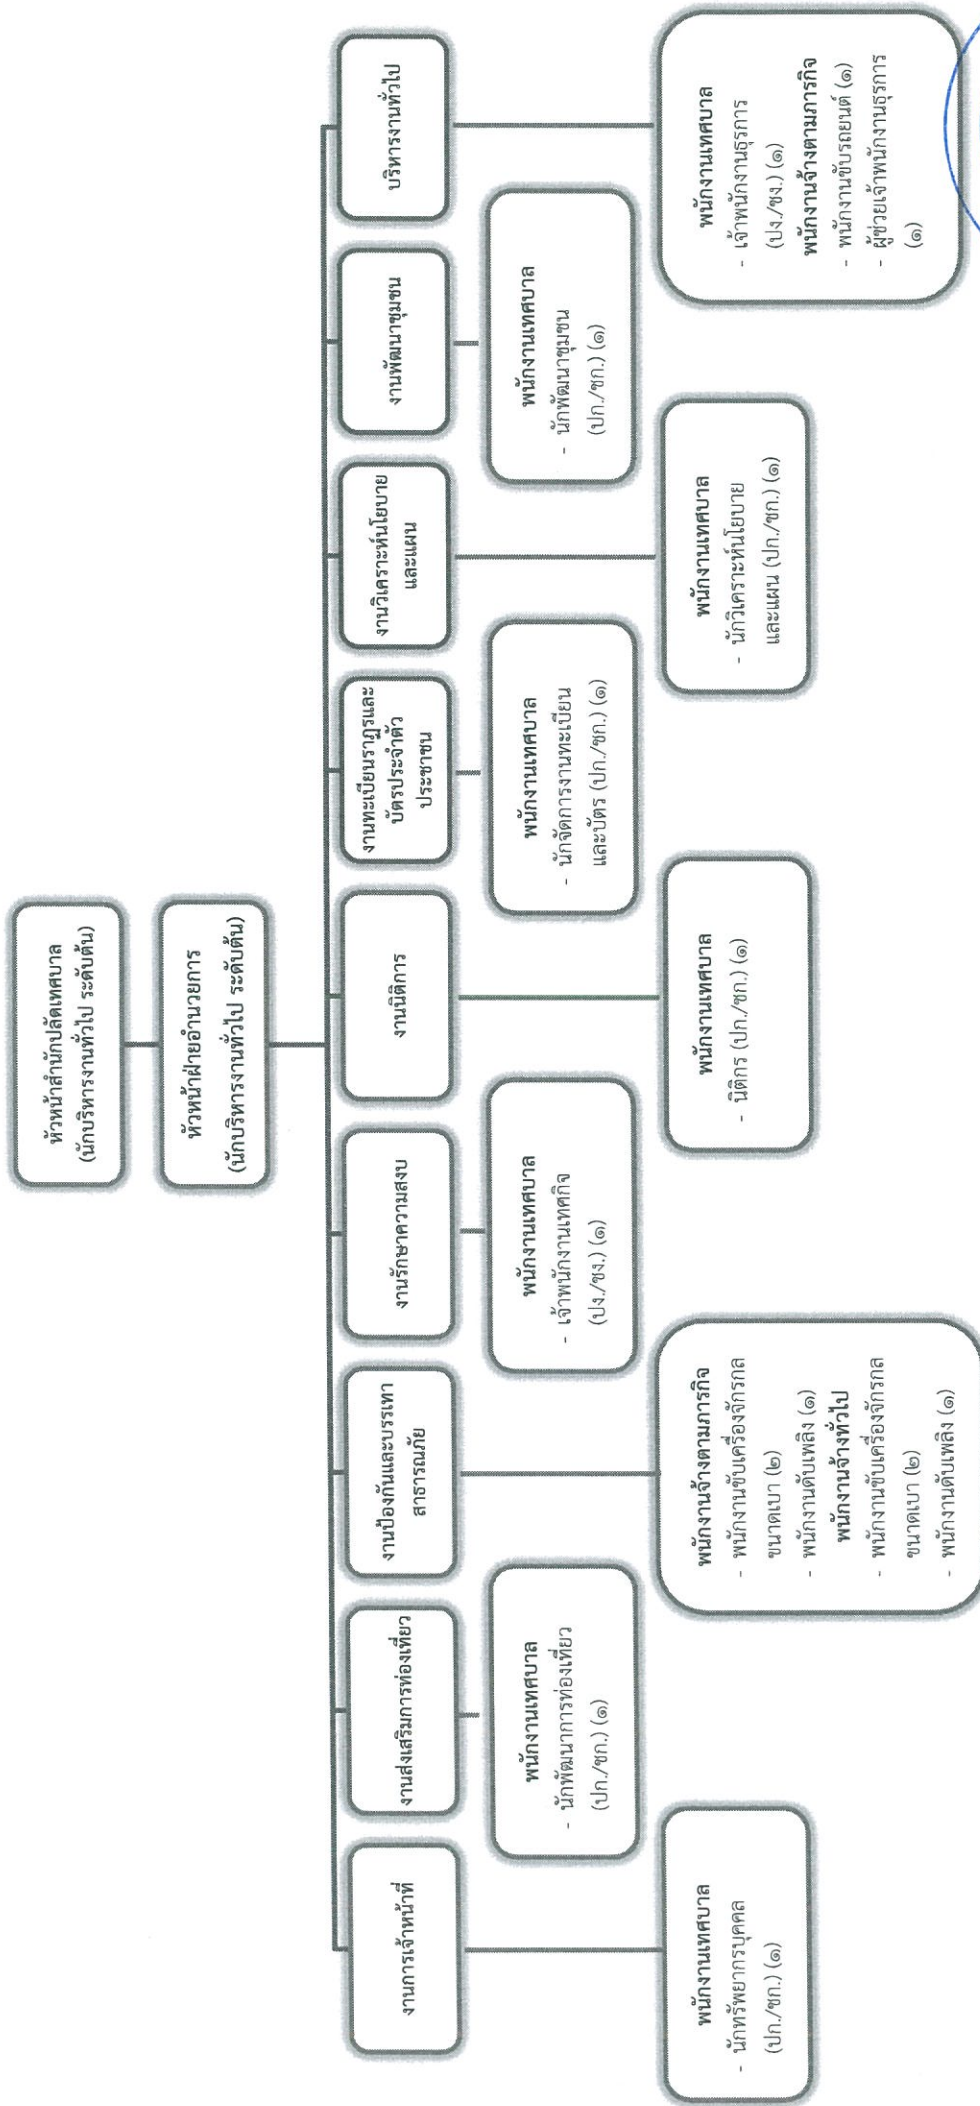 หัวหน้าสำนักปลัดเทศบาล
(นักบริหารงานทั่วไป ระดับต้น)
หัวหน้าฝ่ายอำนวยการ
(นักบริหารงานทั่วไป ระดับต้น)
งานการเจ้าหน้าที่
งานส่งเสริมการท่องเที่ยว
งานป้องกันและบรรเทา
สาธารณภัย
งานรักษาความสงบ
งานนิติการ
งานทะเบียนราฎรและ
บัตรประจำตัว
ประชาชน
งานวิเคราะห์นโยบาย
และแผน
งานพัฒนาชุมชน
บริหารงานทั่วไป
พนักงานเทศบาล
- นักทรัพยากรบุคคล
(ปก./ชก.) (๑)
พนักงานเทศบาล
- นักพัฒนาการท่องเที่ยว
(ปก./ชก.) (๑)
พนักงานจ้างตามภารกิจ
- พนักงานขับเครื่องจักรกล
ขนาดเบา (๒)
- พนักงานดับเพลิง (๑)
พนักงานจ้างทั่วไป
- พนักงานขับเครื่องจักรกล
ขนาดเบา (๒)
- พนักงานดับเพลิง (๑)
พนักงานเทศบาล
- เจ้าพนักงานเทศกิจ
(ปง./ชง.) (๑)
พนักงานเทศบาล
- นิติกร (ปก./ชก.) (๑)
พนักงานเทศบาล
- นักจัดการงานทะเบียน
และบัตร (ปก./ชก.) (๑)
พนักงานเทศบาล
- นักวิเคราะห์นโยบาย
และแผน (ปก./ชก.) (๑)
พนักงานเทศบาล
- นักพัฒนาชุมชน
(ปก./ชก.) (๑)
พนักงานเทศบาล
- เจ้าพนักงานธุรการ
(ปง./ชง.) (๑)
พนักงานจ้างตามภารกิจ
- พนักงานขับรถยนต์ (๑)
- ผู้ช่วยเจ้าพนักงานธุรการ
(๑)